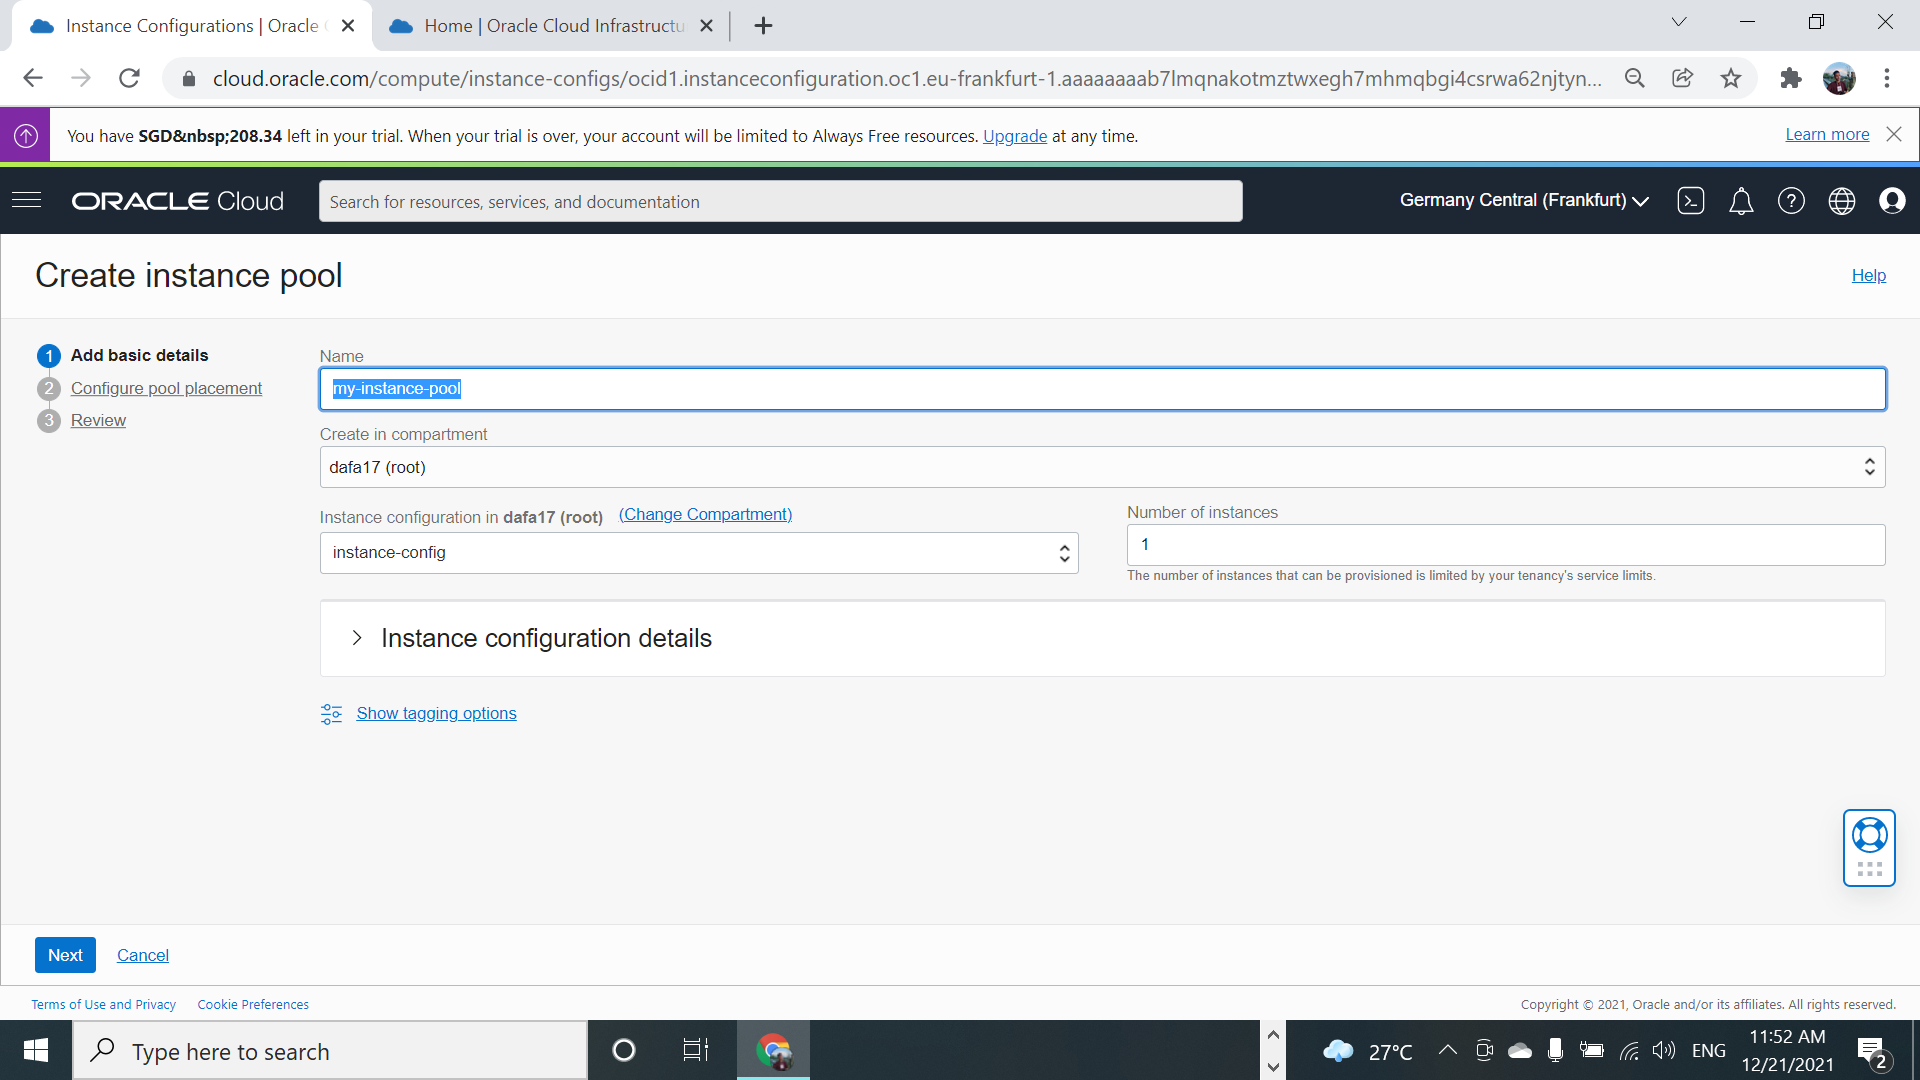 Instance Configurations | Oracle
Home | Oracle Cloud Infrastructu
cloud.oracle.com/compute/instance-configs/ocid1.instanceconfiguration.oc1.eu-frankfurt-1.aaaaaaaab7lmqnakotmztwxegh7mhmqbgi4csrwa62njtyn...
You have SGD&nbsp;208.34 left in your trial. When your trial is over, your account will be limited to Always Free resources. Upgrade at any time.
Learn more
ORACLE Cloud
Search for resources, services, and documentation
Germany Central (Frankfurt)
Create instance pool
Help
1 Add basic details
2 Configure pool placement
3 Review
Name
my-instance-pool
Create in compartment
dafa17 (root)
Instance configuration in dafa17 (root) (Change Compartment)
instance-config
Number of instances
1
The number of instances that can be provisioned is limited by your tenancy's service limits.
Instance configuration details
Show tagging options
Next
Cancel
Terms of Use and Privacy
Cookie Preferences
Copyright © 2021, Oracle and/or its affiliates. All rights reserved.
Type here to search
27°C
ENG
11:52 AM
12/21/2021
2